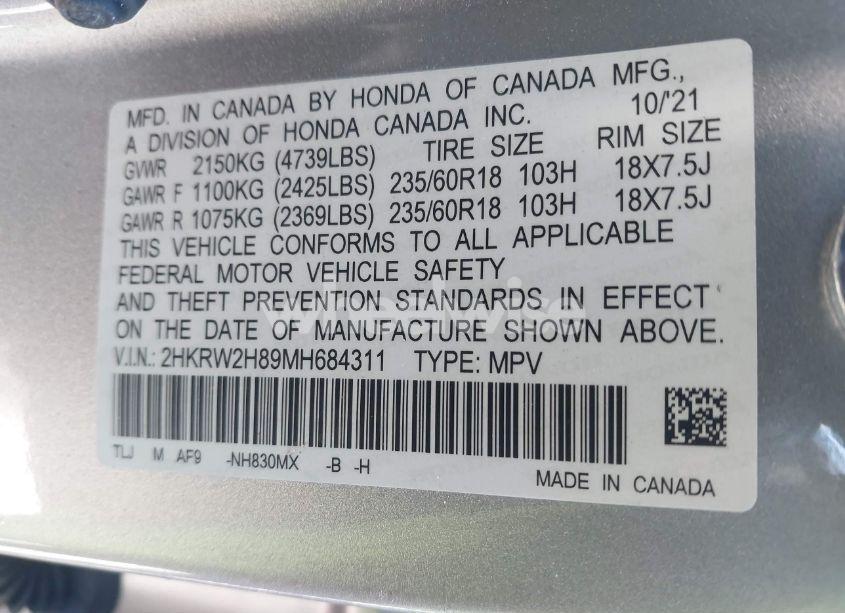 MFD. IN CANADA BY HONDA OF CANADA MFG.,
A DIVISION OF HONDA CANADA INC. 10/'21
GVWR 2150KG (4739LBS) TIRE SIZE RIM SIZE
GAWR F 1100KG (2425LBS) 235/60R18 103H 18X7.5J
GAWR R 1075KG (2369LBS) 235/60R18 103H 18X7.5J
THIS VEHICLE CONFORMS TO ALL APPLICABLE
FEDERAL MOTOR VEHICLE SAFETY
AND THEFT PREVENTION STANDARDS IN EFFECT
ON THE DATE OF MANUFACTURE SHOWN ABOVE.
V.I.N.: 2HKRW2H89MH684311 TYPE: MPV
TLJ M AF9 -NH830MX -B -H
MADE IN CANADA